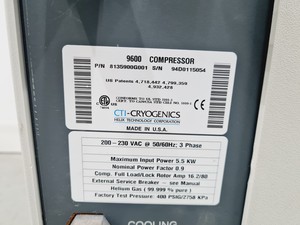 9600 COMPRESSOR
P/N 8135900G001 S/N 94D0115054
US Patents 4,718,442 4,799,359
4,932,428
CTI-CRYOGENICS
HELIX TECHNOLOGY CORPORATION
MADE IN U.S.A.
200-230 VAC @ 50/60Hz; 3 Phase
Maximum Input Power 5.5 KW
Nominal Power Factor 0.9
Comp. Full Load/Lock Rotor Amp 16.2/80
External Service Breaker - see Manual
Helium Gas (99.999 % pure)
Factory Test Pressure: 400 PSIG/2758 KPa
COOLING